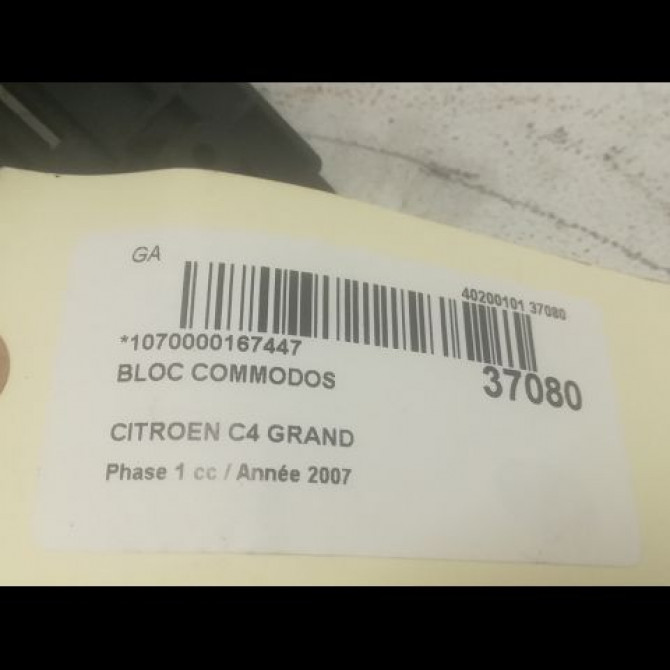 GA
40200101 37080
*1070000167447
37080
BLOC COMMODOS
CITROEN C4 GRAND
Phase 1 cc / Année 2007